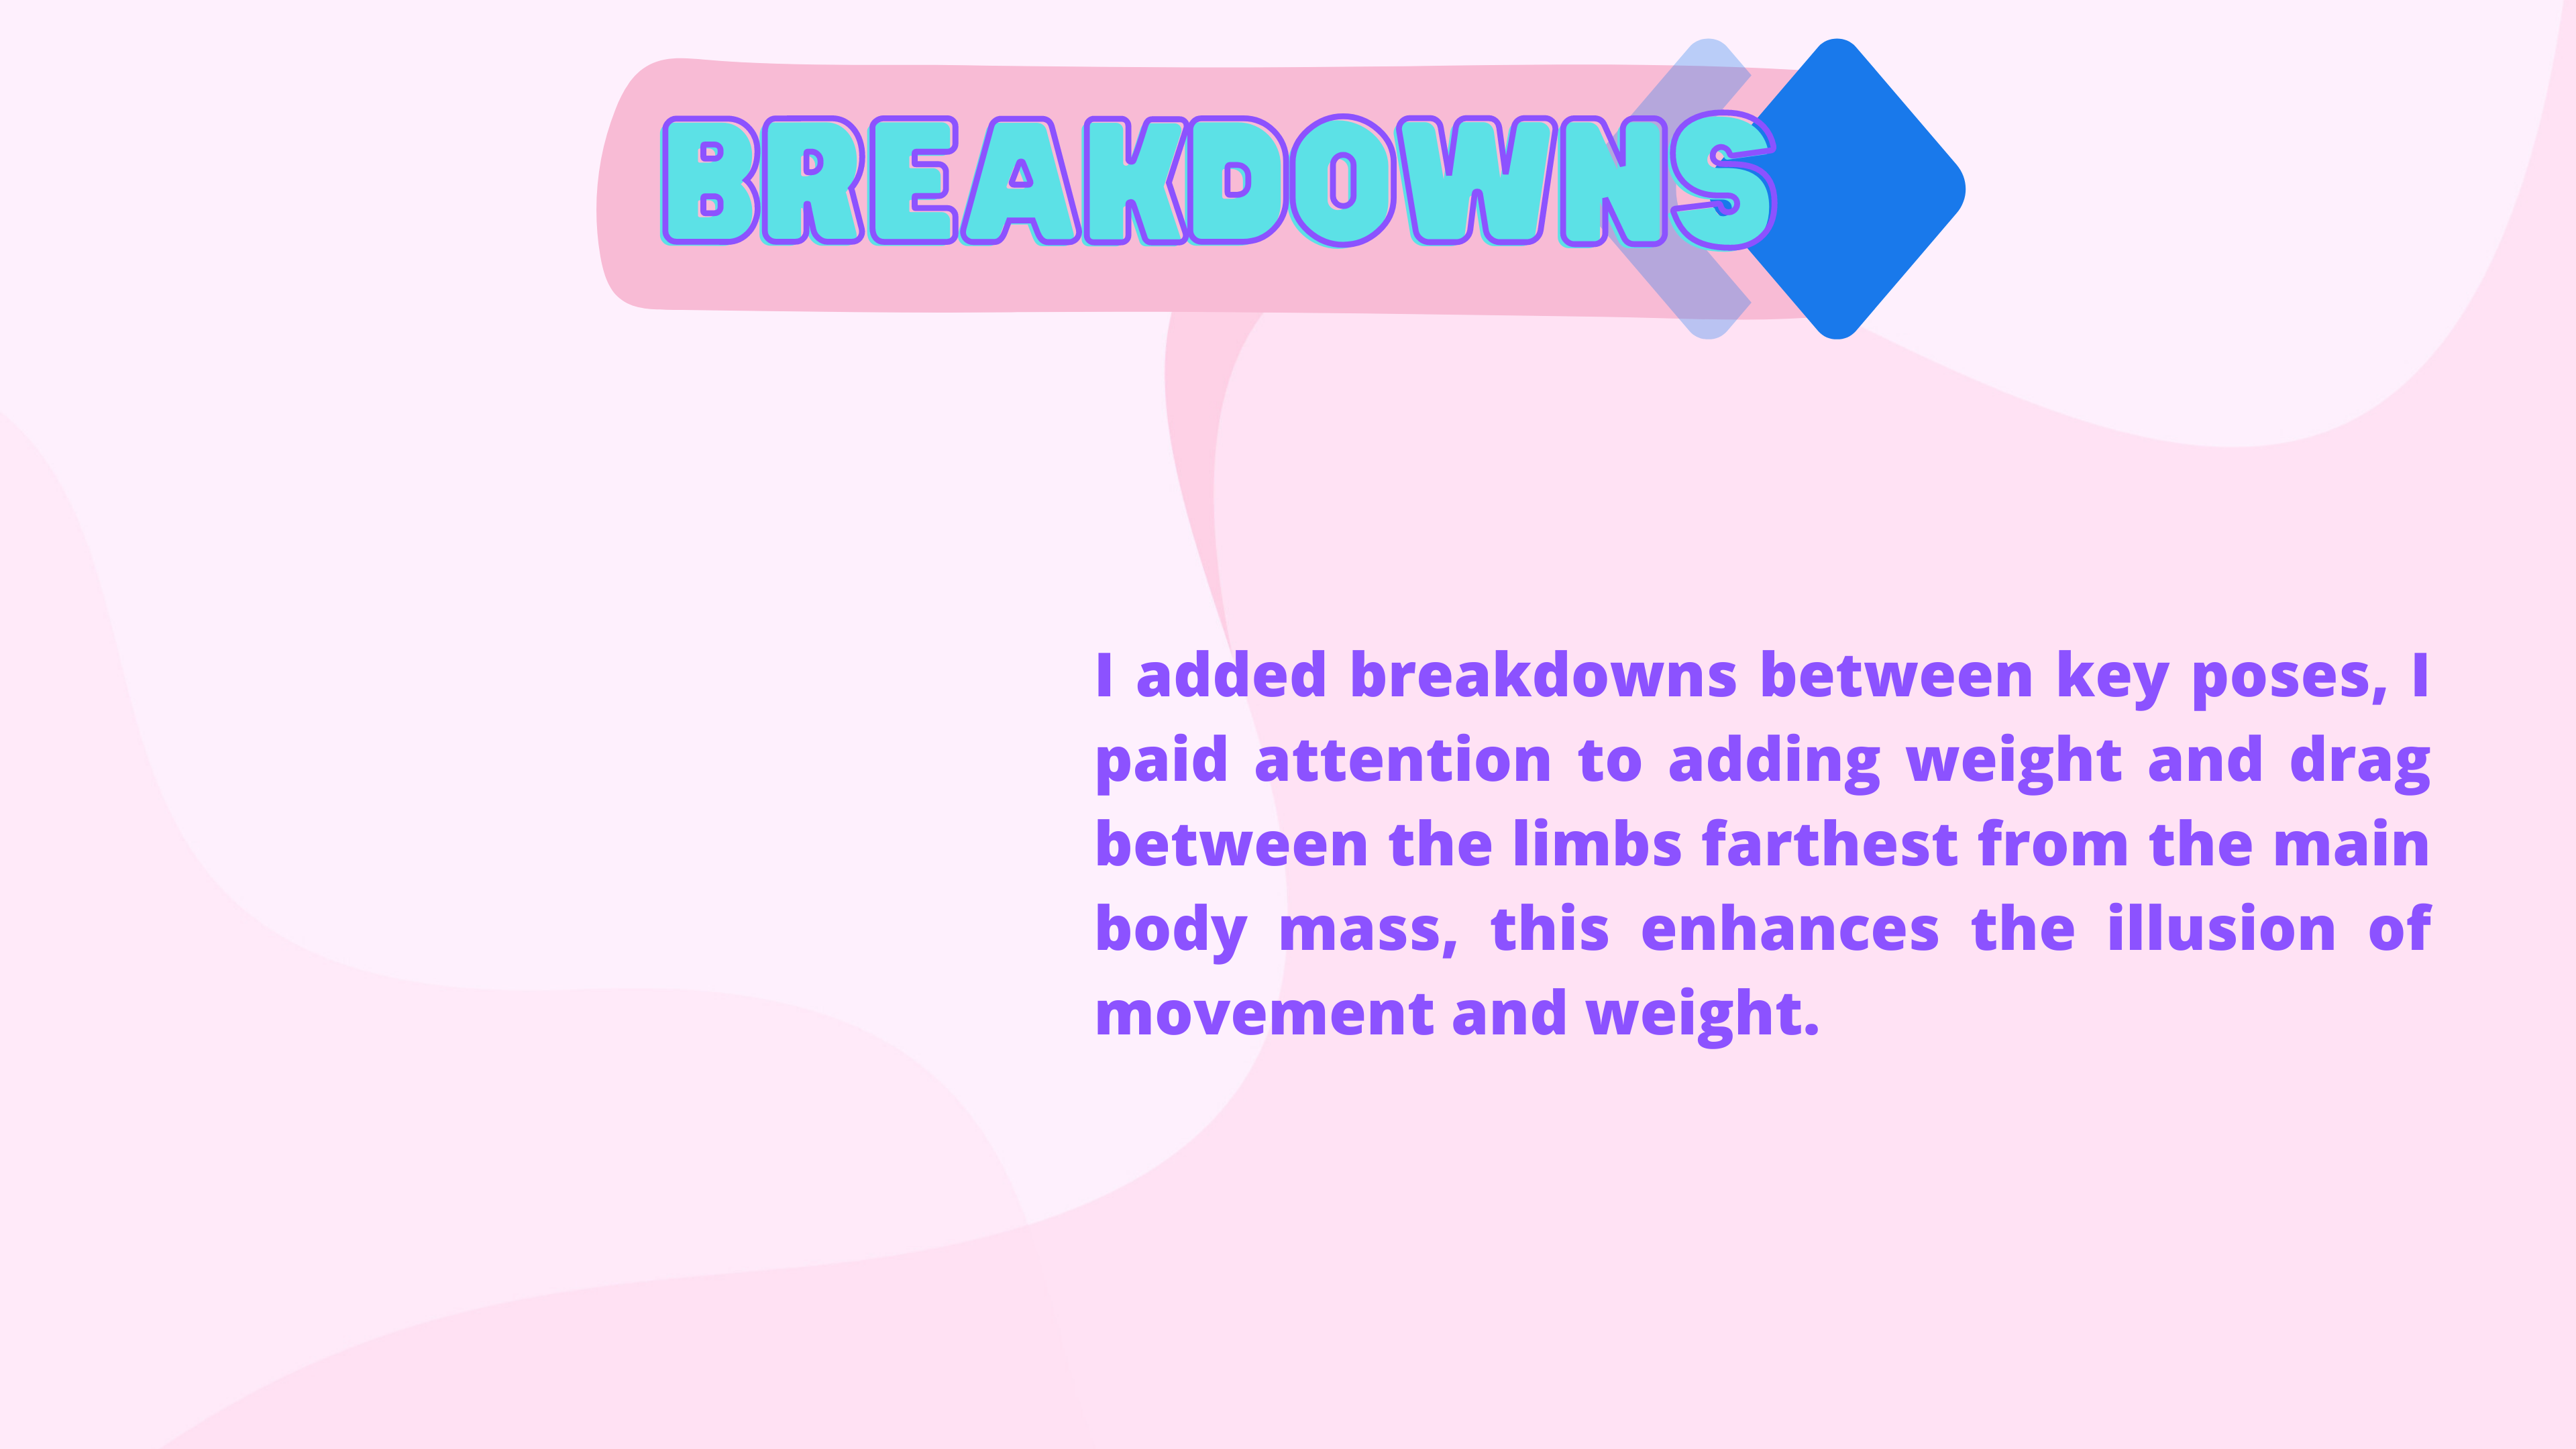 BREAKDOWNS
I added breakdowns between key poses, I
paid attention to adding weight and drag
between the limbs farthest from the main
body mass, this enhances the illusion of
movement and weight.